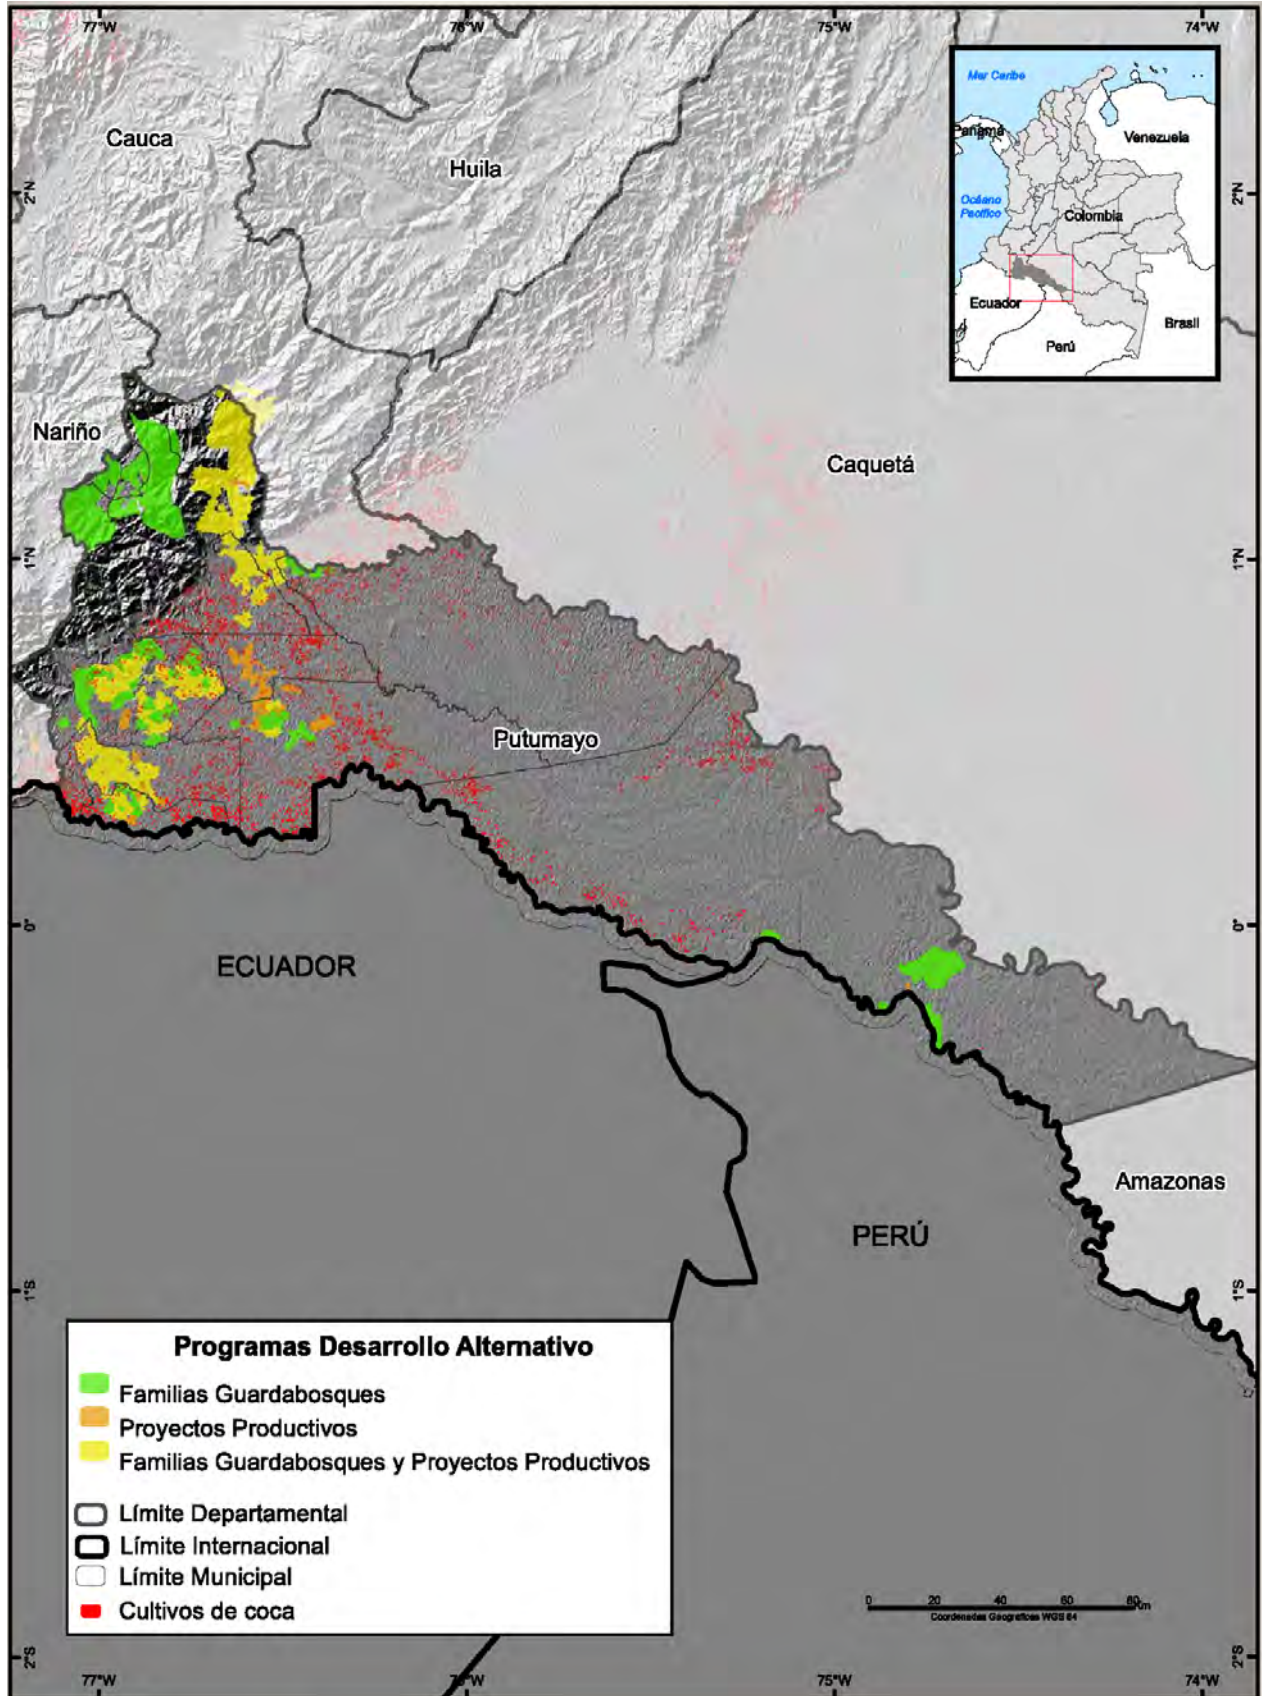 77°W 76°W 75°W 74°W
Mar Caribe
Panamá
Venezuela
Cauca
Huila
2°N
2°N
Océano
Pacífico
Colombia
Ecuador
Brasil
Perú
Nariño
Caquetá
1°N
1°N
Putumayo
0°
0°
ECUADOR
Amazonas
PERÚ
1°S
1°S
Programas Desarrollo Alternativo
Familias Guardabosques
Proyectos Productivos
Familias Guardabosques y Proyectos Productivos
Límite Departamental
Límite Internacional
Límite Municipal
Cultivos de coca
0 20 40 60 80 Km
Coordenadas Geográficas WGS 84
2°S
2°S
77°W 76°W 75°W 74°W